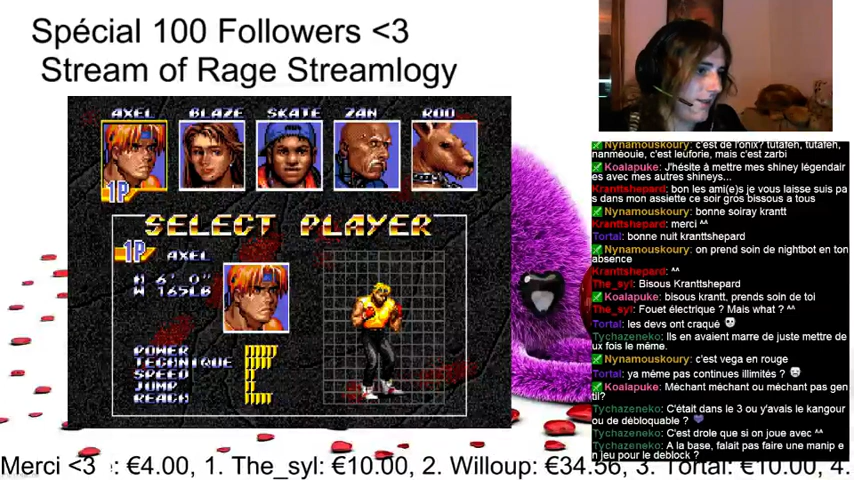 Spécial 100 Followers <3
Stream of Rage Streamlogy
AXEL BLAZE SKATE ZAN ROO
1P
SELECT PLAYER
1P AXEL
H 6' 0"
W 165LB
POWER
TECHNIQUE
SPEED
JUMP
REACH
Nynamouskoury: c'est de l'onix? tutafeh, tutafeh,
nanméouie, c'est leuforie, mais c'est zarbi
Koalapuke: J'hésite à mettre mes shiney légendair
es avec mes autres shineys...
Kranttshepard: bon les ami(e)s je vous laisse suis pa
s dans mon assiette ce soir gros bissous a tous
Nynamouskoury: bonne soiray krantt
Kranttshepard: merci ^^
Tortal: bonne nuit kranttshepard
Nynamouskoury: on prend soin de nightbot en ton
absence
Kranttshepard: ^^
The_syl: Bisous Kranttshepard
Koalapuke: bisous krantt, prends soin de toi
The_syl: Fouet électrique ? Mais what ? ^^
Tortal: les devs ont craqué
Tychazeneko: Ils en avaient marre de juste mettre de
ux fois le même.
Nynamouskoury: c'est vega en rouge
Tortal: ya même pas continues illimités ?
Koalapuke: Méchant méchant ou méchant pas gen
til?
Tychazeneko: C'était dans le 3 ou y'avais le kangour
ou de débloquable ?
Tychazeneko: C'est drole que si on joue avec ^^
Tychazeneko: A la base, falait pas faire une manip e
n jeu pour le deblock ?
Merci <3 : €4.00, 1. The_syl: €10.00, 2. Willoup: €34.56, 3. Tortal: €10.00, 4.